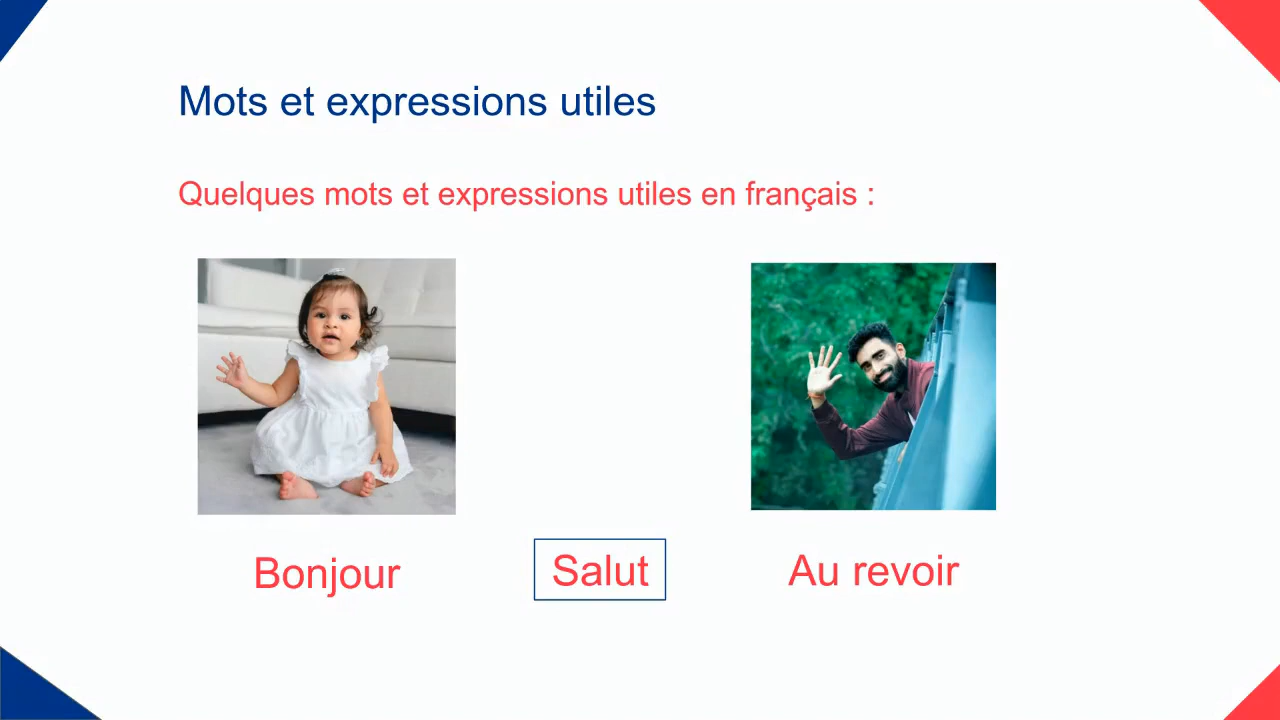 Mots et expressions utiles
Quelques mots et expressions utiles en français :
Bonjour
Salut
Au revoir